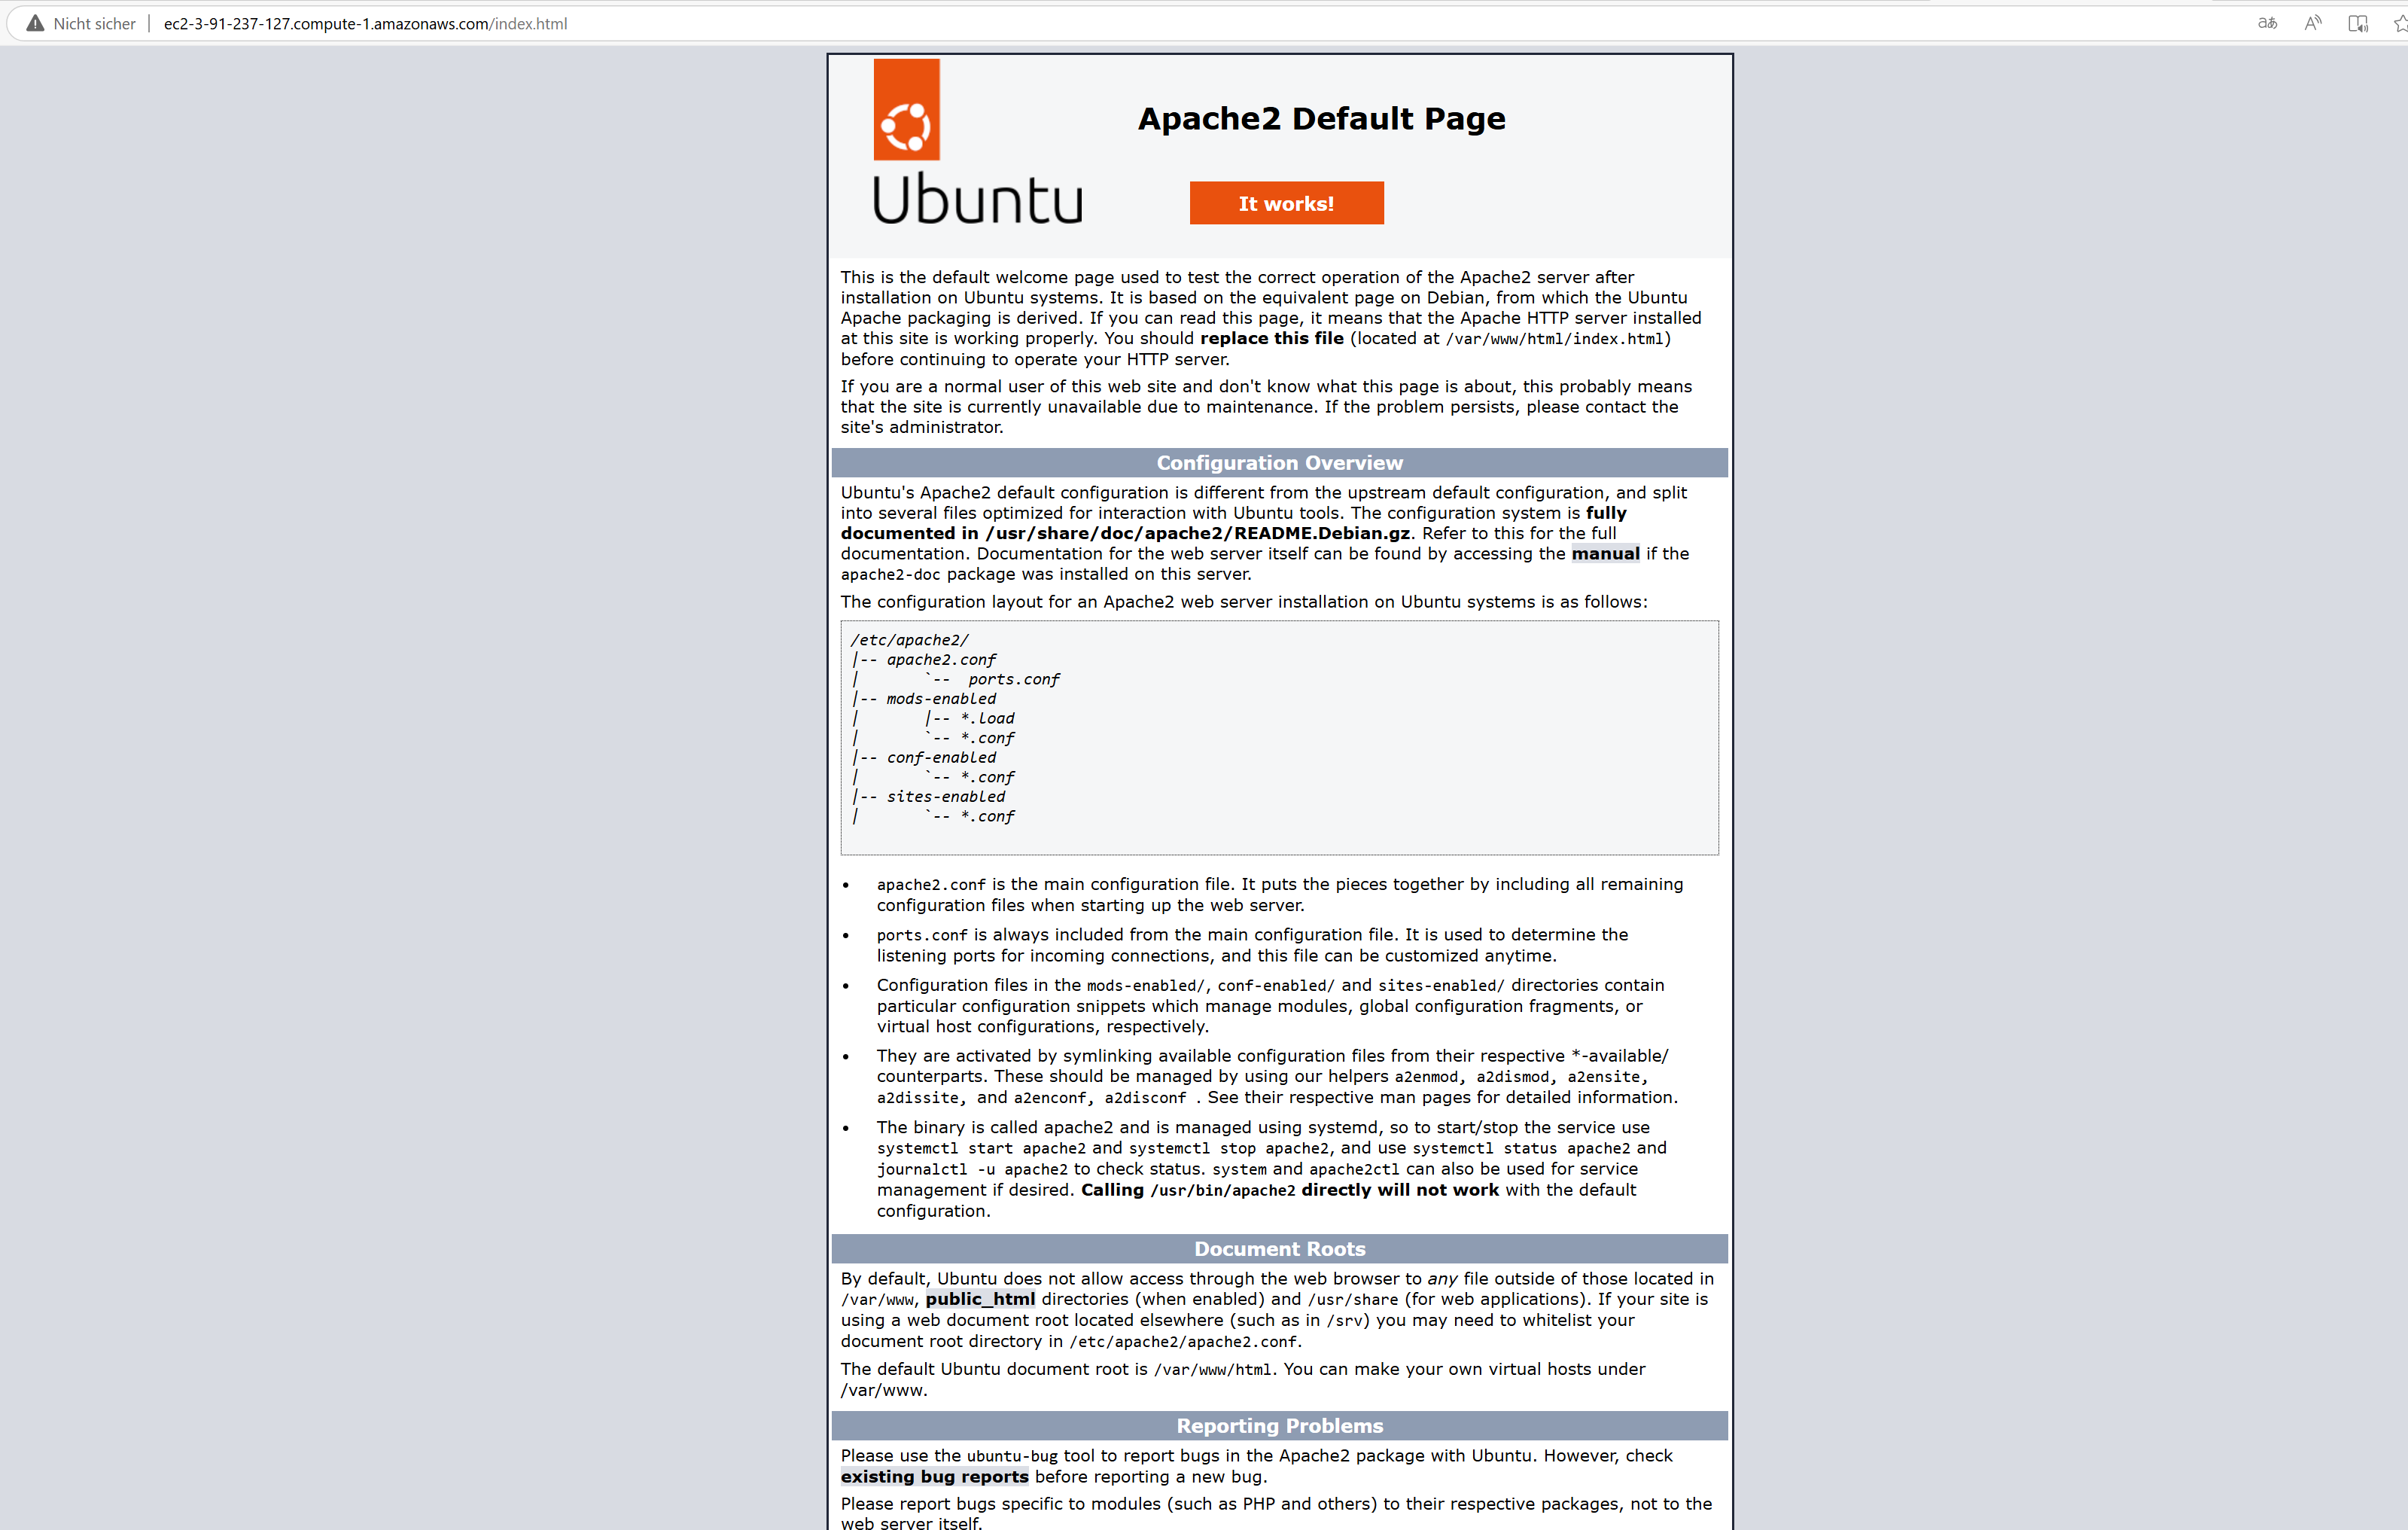 Nicht sicher | ec2-3-91-237-127.compute-1.amazonaws.com/index.html
Apache2 Default Page
Ubuntu
It works!
This is the default welcome page used to test the correct operation of the Apache2 server after
installation on Ubuntu systems. It is based on the equivalent page on Debian, from which the Ubuntu
Apache packaging is derived. If you can read this page, it means that the Apache HTTP server installed
at this site is working properly. You should replace this file (located at /var/www/html/index.html)
before continuing to operate your HTTP server.
If you are a normal user of this web site and don't know what this page is about, this probably means
that the site is currently unavailable due to maintenance. If the problem persists, please contact the
site's administrator.
Configuration Overview
Ubuntu's Apache2 default configuration is different from the upstream default configuration, and split
into several files optimized for interaction with Ubuntu tools. The configuration system is fully
documented in /usr/share/doc/apache2/README.Debian.gz. Refer to this for the full
documentation. Documentation for the web server itself can be found by accessing the manual if the
apache2-doc package was installed on this server.
The configuration layout for an Apache2 web server installation on Ubuntu systems is as follows:
/etc/apache2/
|-- apache2.conf
|       `--  ports.conf
|-- mods-enabled
|       |-- *.load
|       `-- *.conf
|-- conf-enabled
|       `-- *.conf
|-- sites-enabled
|       `-- *.conf
• apache2.conf is the main configuration file. It puts the pieces together by including all remaining
configuration files when starting up the web server.
• ports.conf is always included from the main configuration file. It is used to determine the
listening ports for incoming connections, and this file can be customized anytime.
• Configuration files in the mods-enabled/, conf-enabled/ and sites-enabled/ directories contain
particular configuration snippets which manage modules, global configuration fragments, or
virtual host configurations, respectively.
• They are activated by symlinking available configuration files from their respective *-available/
counterparts. These should be managed by using our helpers a2enmod, a2dismod, a2ensite,
a2dissite, and a2enconf, a2disconf . See their respective man pages for detailed information.
• The binary is called apache2 and is managed using systemd, so to start/stop the service use
systemctl start apache2 and systemctl stop apache2, and use systemctl status apache2 and
journalctl -u apache2 to check status. system and apache2ctl can also be used for service
management if desired. Calling /usr/bin/apache2 directly will not work with the default
configuration.
Document Roots
By default, Ubuntu does not allow access through the web browser to any file outside of those located in
/var/www, public_html directories (when enabled) and /usr/share (for web applications). If your site is
using a web document root located elsewhere (such as in /srv) you may need to whitelist your
document root directory in /etc/apache2/apache2.conf.
The default Ubuntu document root is /var/www/html. You can make your own virtual hosts under
/var/www.
Reporting Problems
Please use the ubuntu-bug tool to report bugs in the Apache2 package with Ubuntu. However, check
existing bug reports before reporting a new bug.
Please report bugs specific to modules (such as PHP and others) to their respective packages, not to the
web server itself.